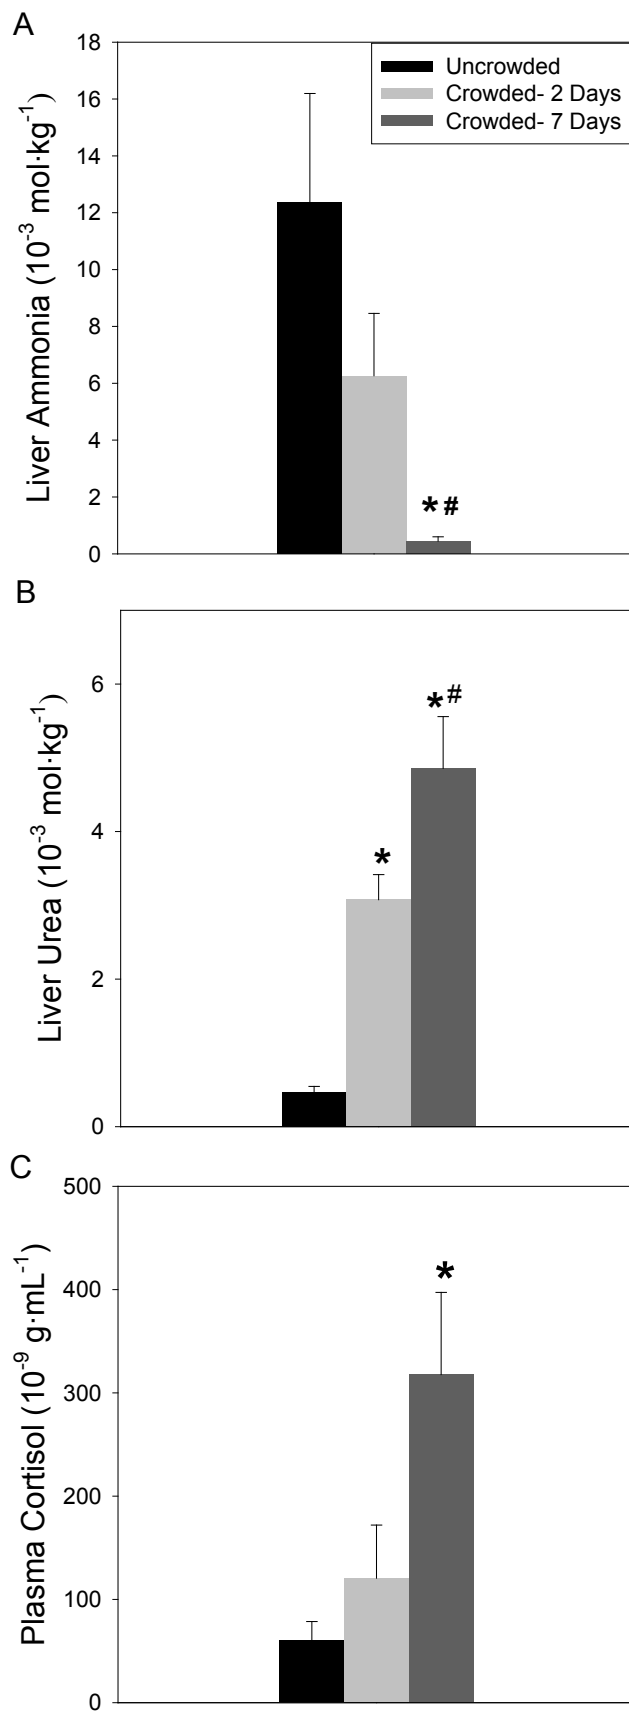 A
18
16
14
12
10
8
6
4
2
0
Liver Ammonia (10⁻³ mol·kg⁻¹)
Uncrowded
Crowded- 2 Days
Crowded- 7 Days
*#
B
6
4
2
0
Liver Urea (10⁻³ mol·kg⁻¹)
*
*#
C
500
400
300
200
100
0
Plasma Cortisol (10⁻⁹ g·mL⁻¹)
*